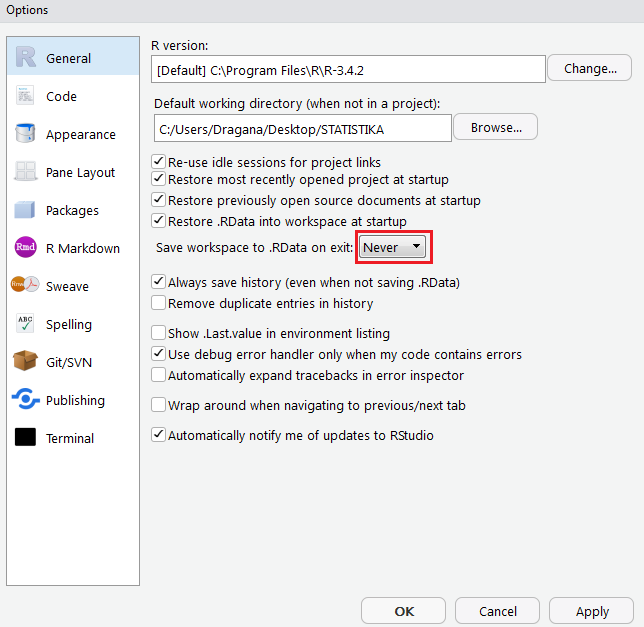 Options
General
Code
Appearance
Pane Layout
Packages
Rmd R Markdown
Sweave
ABC Spelling
Git/SVN
Publishing
Terminal
R version:
[Default] C:\Program Files\R\R-3.4.2
Change...
Default working directory (when not in a project):
C:/Users/Dragana/Desktop/STATISTIKA
Browse...
Re-use idle sessions for project links
Restore most recently opened project at startup
Restore previously open source documents at startup
Restore .RData into workspace at startup
Save workspace to .RData on exit: Never
Always save history (even when not saving .RData)
Remove duplicate entries in history
Show .Last.value in environment listing
Use debug error handler only when my code contains errors
Automatically expand tracebacks in error inspector
Wrap around when navigating to previous/next tab
Automatically notify me of updates to RStudio
OK
Cancel
Apply